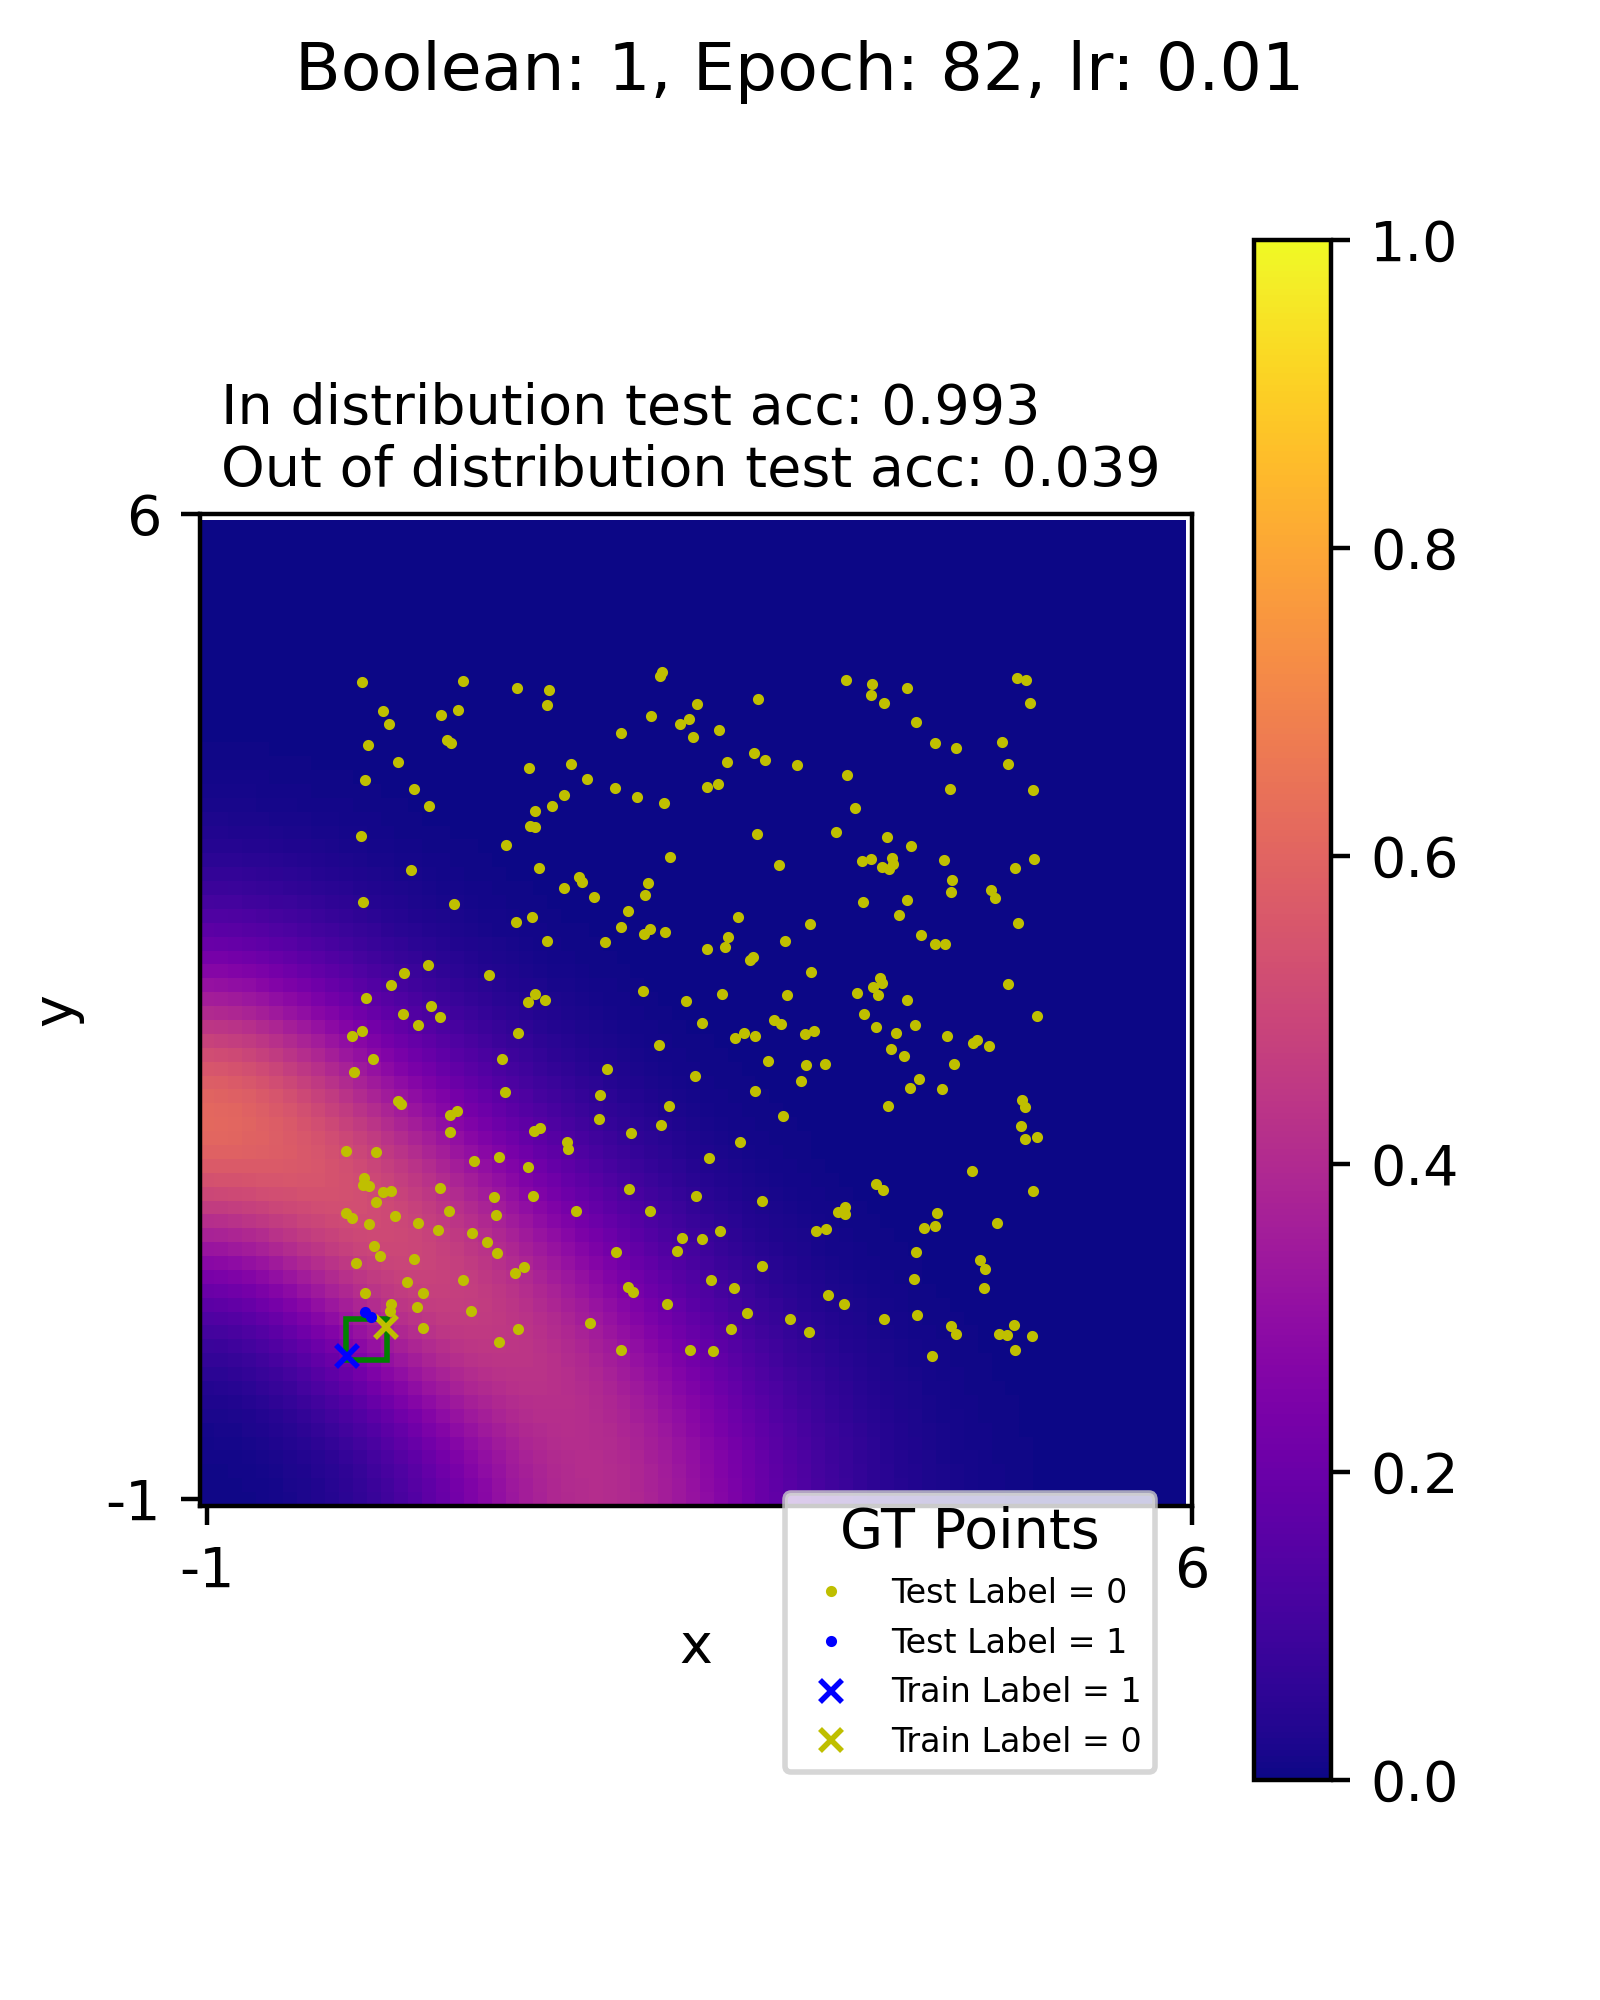 Boolean: 1, Epoch: 82, lr: 0.01
In distribution test acc: 0.993
Out of distribution test acc: 0.039
6
y
-1
-1
6
x
GT Points
Test Label = 0
Test Label = 1
Train Label = 1
Train Label = 0
1.0
0.8
0.6
0.4
0.2
0.0